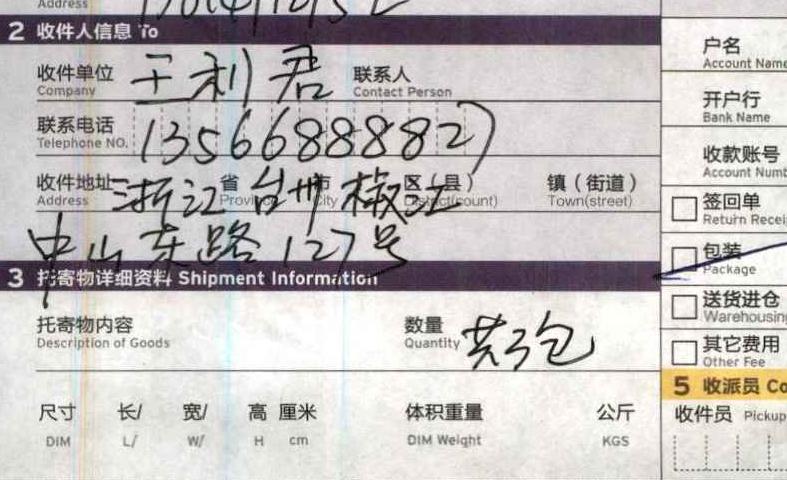 Address
2 收件人信息 To
收件单位 王利君 联系人
Company Contact Person
联系电话 13566888827
Telephone NO.
收件地址 浙江 省 台州 市 椒江 区（县） 镇（街道）
Address Province City District(count) Town(street)
中山东路127号
3 托寄物详细资料 Shipment Information
托寄物内容 数量 共3包
Description of Goods Quantity
尺寸 长/ 宽/ 高 厘米 体积重量 公斤
DIM L/ W/ H cm DIM Weight KGS
户名
Account Name
开户行
Bank Name
收款账号
Account Numb
签回单
Return Recei
包装
Package
送货进仓
Warehousing
其它费用
Other Fee
5 收派员 Co
收件员 Pickup